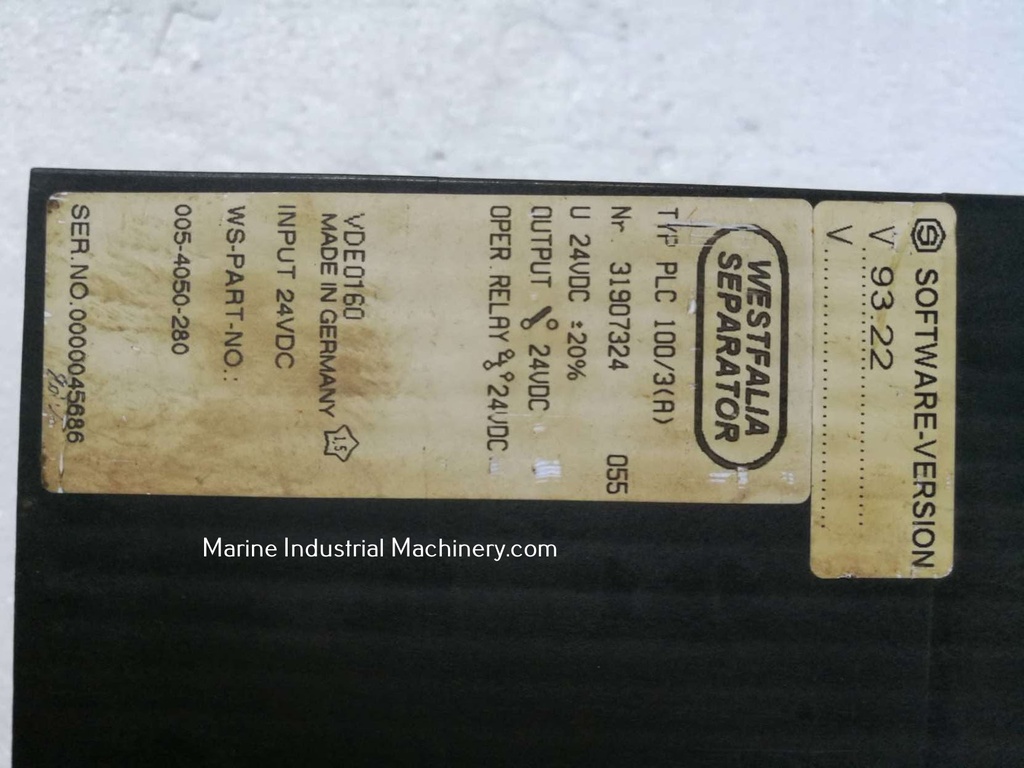 SOFTWARE-VERSION
V 93.22
V
WESTFALIA
SEPARATOR
TYP PLC 100/3(A)
Nr. 31907324 055
U 24VDC ±20%
OUTPUT 24VDC
OPER.RELAY 24VDC
VDE0160
MADE IN GERMANY
INPUT 24VDC
WS-PART-NO.:
005-4050-280
SER.NO.0000045686
Marine Industrial Machinery.com